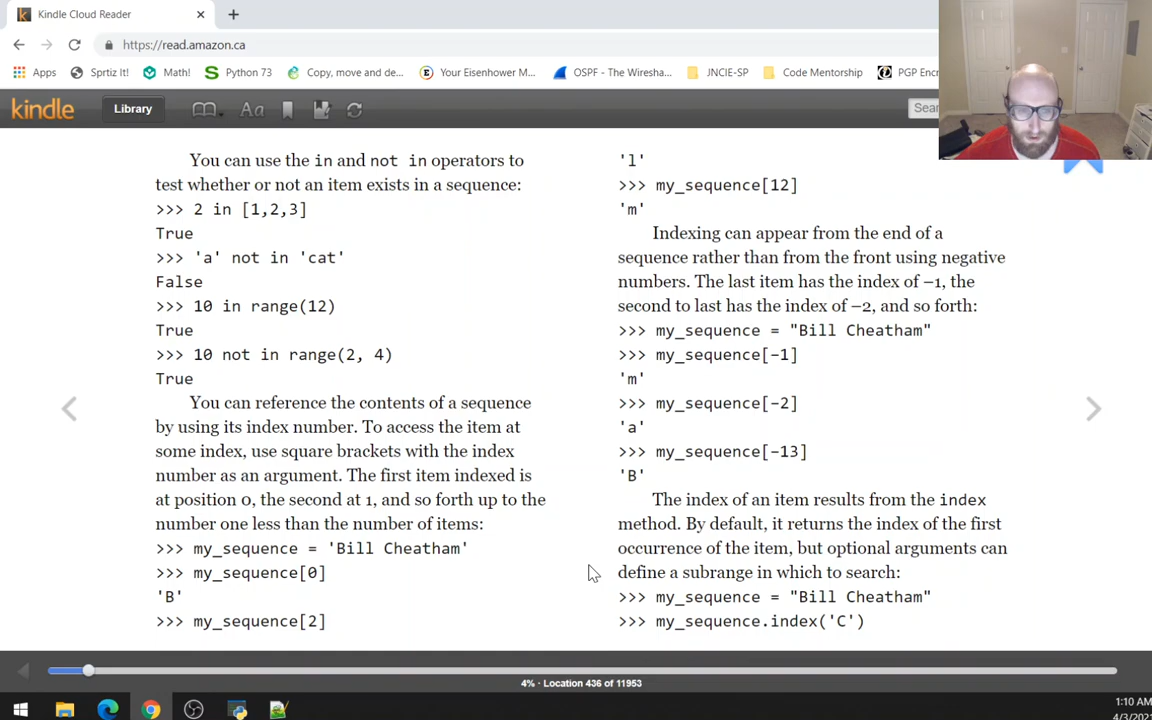 Kindle Cloud Reader
https://read.amazon.ca
Apps Sprtiz It! Math! Python 73 Copy, move and de... Your Eisenhower M... OSPF - The Wiresha... JNCIE-SP Code Mentorship PGP Encr
kindle Library Aa Sear
You can use the in and not in operators to
test whether or not an item exists in a sequence:
>>> 2 in [1,2,3]
True
>>> 'a' not in 'cat'
False
>>> 10 in range(12)
True
>>> 10 not in range(2, 4)
True
You can reference the contents of a sequence
by using its index number. To access the item at
some index, use square brackets with the index
number as an argument. The first item indexed is
at position 0, the second at 1, and so forth up to the
number one less than the number of items:
>>> my_sequence = 'Bill Cheatham'
>>> my_sequence[0]
'B'
>>> my_sequence[2]
'l'
>>> my_sequence[12]
'm'
Indexing can appear from the end of a
sequence rather than from the front using negative
numbers. The last item has the index of –1, the
second to last has the index of –2, and so forth:
>>> my_sequence = "Bill Cheatham"
>>> my_sequence[–1]
'm'
>>> my_sequence[–2]
'a'
>>> my_sequence[–13]
'B'
The index of an item results from the index
method. By default, it returns the index of the first
occurrence of the item, but optional arguments can
define a subrange in which to search:
>>> my_sequence = "Bill Cheatham"
>>> my_sequence.index('C')
4% · Location 436 of 11953
1:10 AM